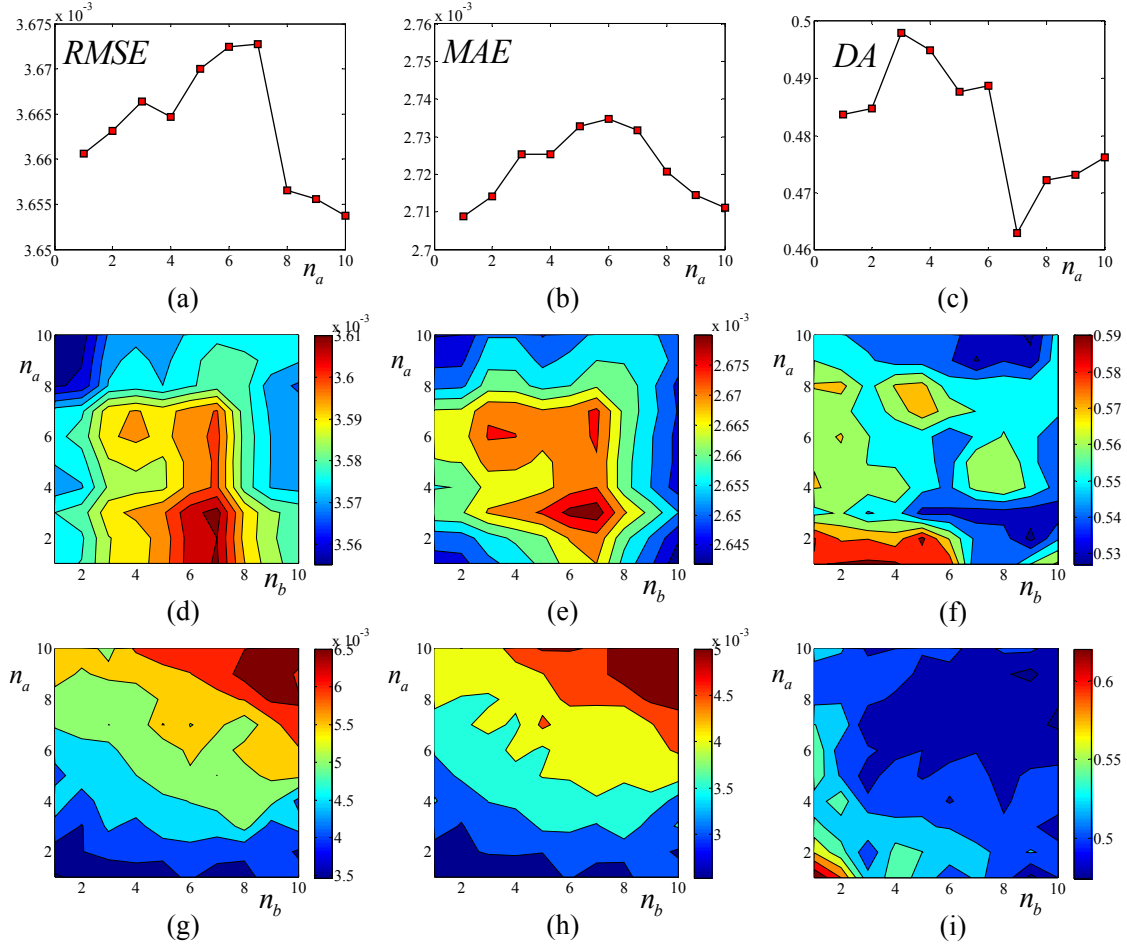 x 10⁻³
3.675
3.67
3.665
3.66
3.655
3.65
RMSE
0 2 4 6 8 10
n_a
(a)
x 10⁻³
2.76
2.75
2.74
2.73
2.72
2.71
2.7
MAE
0 2 4 6 8 10
n_a
(b)
0.5
0.49
0.48
0.47
0.46
DA
0 2 4 6 8 10
n_a
(c)
10
8
6
4
2
n_a
2 4 6 8 10
n_b
x 10⁻³
3.61
3.6
3.59
3.58
3.57
3.56
(d)
10
8
6
4
2
n_a
2 4 6 8 10
n_b
x 10⁻³
2.675
2.67
2.665
2.66
2.655
2.65
2.645
(e)
10
8
6
4
2
n_a
2 4 6 8 10
n_b
0.59
0.58
0.57
0.56
0.55
0.54
0.53
(f)
10
8
6
4
2
n_a
2 4 6 8 10
n_b
x 10⁻³
6.5
6
5.5
5
4.5
4
3.5
(g)
10
8
6
4
2
n_a
2 4 6 8 10
n_b
x 10⁻³
5
4.5
4
3.5
3
(h)
10
8
6
4
2
n_a
2 4 6 8 10
n_b
0.6
0.55
0.5
(i)